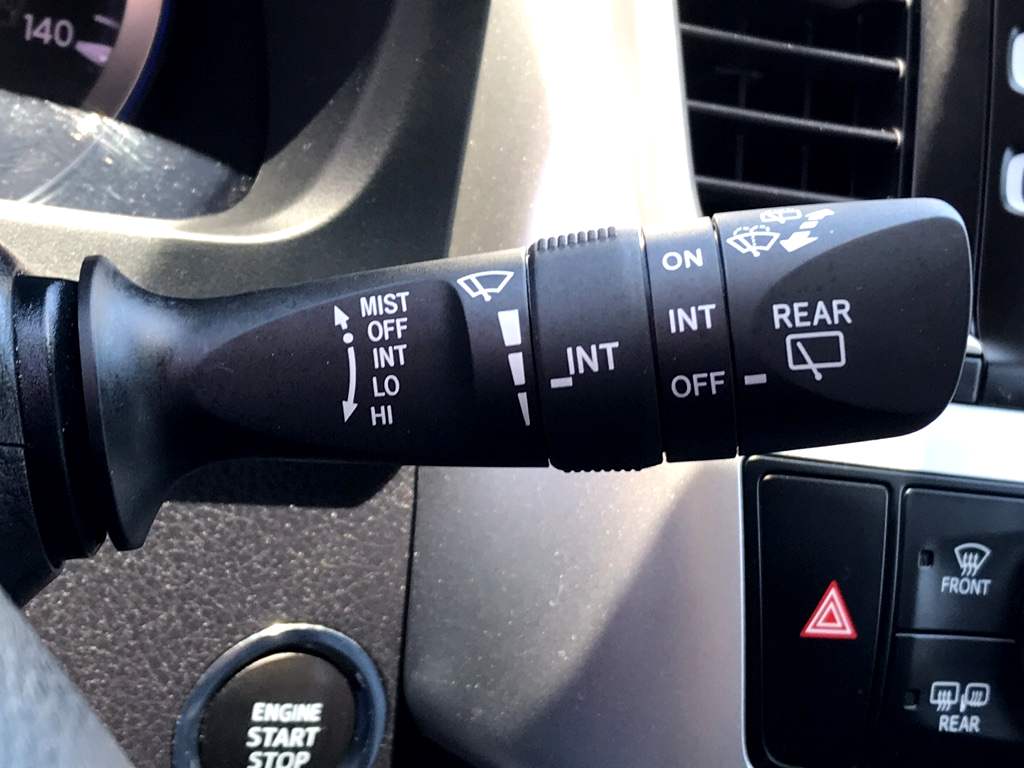 140
MIST
OFF
INT
LO
HI
INT
ON
INT
OFF
REAR
FRONT
REAR
ENGINE
START
STOP